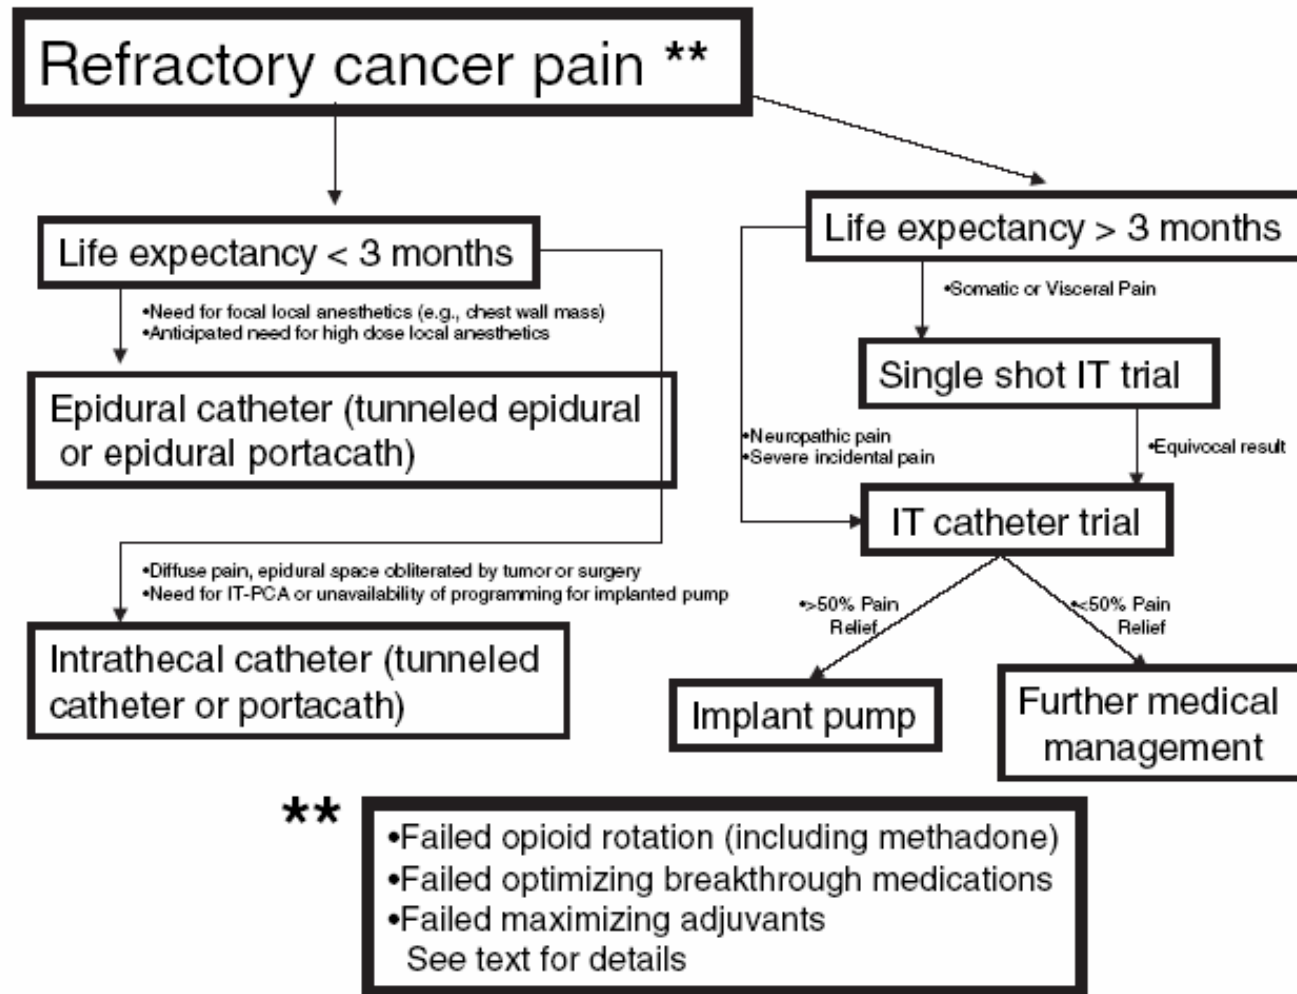 Refractory cancer pain **
Life expectancy < 3 months
•Need for focal local anesthetics (e.g., chest wall mass)
•Anticipated need for high dose local anesthetics
Epidural catheter (tunneled epidural
or epidural portacath)
•Diffuse pain, epidural space obliterated by tumor or surgery
•Need for IT-PCA or unavailability of programming for implanted pump
Intrathecal catheter (tunneled
catheter or portacath)
Life expectancy > 3 months
•Somatic or Visceral Pain
Single shot IT trial
•Neuropathic pain
•Severe incidental pain
•Equivocal result
IT catheter trial
•>50% Pain
Relief
•<50% Pain
Relief
Implant pump
Further medical
management
**
•Failed opioid rotation (including methadone)
•Failed optimizing breakthrough medications
•Failed maximizing adjuvants
See text for details